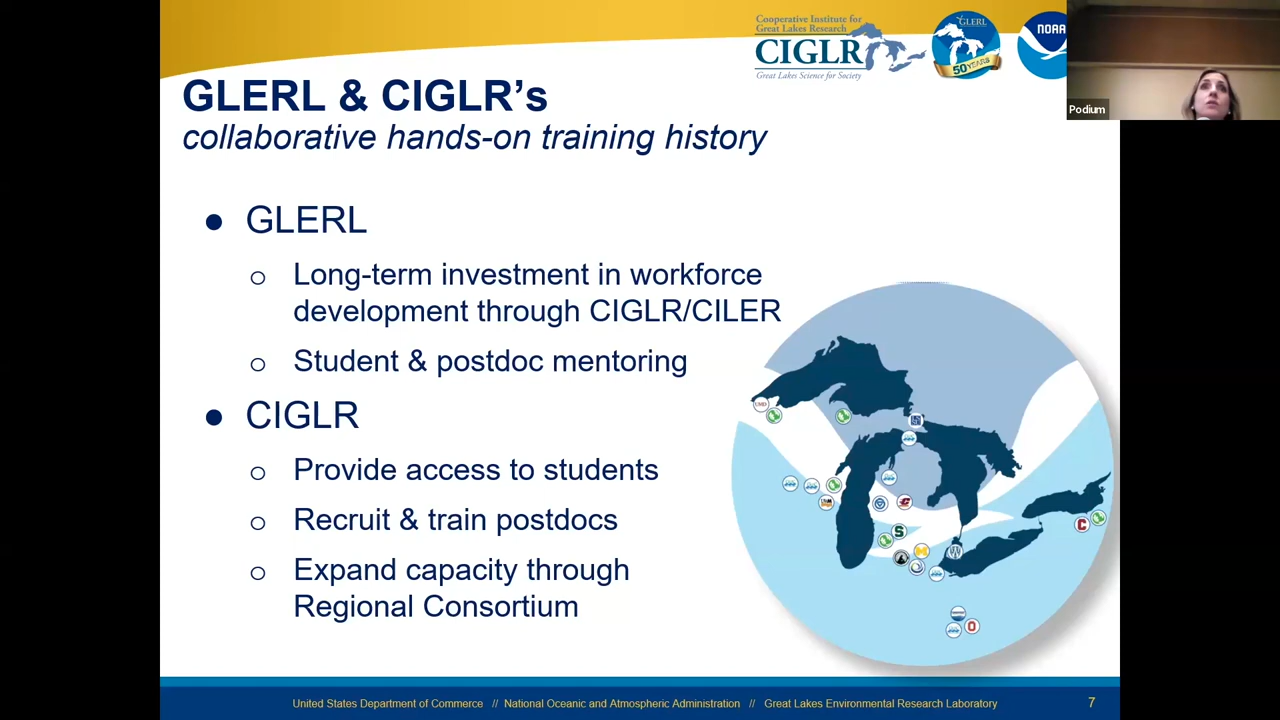 Cooperative Institute for
Great Lakes Research
CIGLR
Great Lakes Science for Society
GLERL
50 YEARS
NOAA
Podium
GLERL & CIGLR’s
collaborative hands-on training history
● GLERL
o Long-term investment in workforce
development through CIGLR/CILER
o Student & postdoc mentoring
● CIGLR
o Provide access to students
o Recruit & train postdocs
o Expand capacity through
Regional Consortium
United States Department of Commerce // National Oceanic and Atmospheric Administration // Great Lakes Environmental Research Laboratory
7